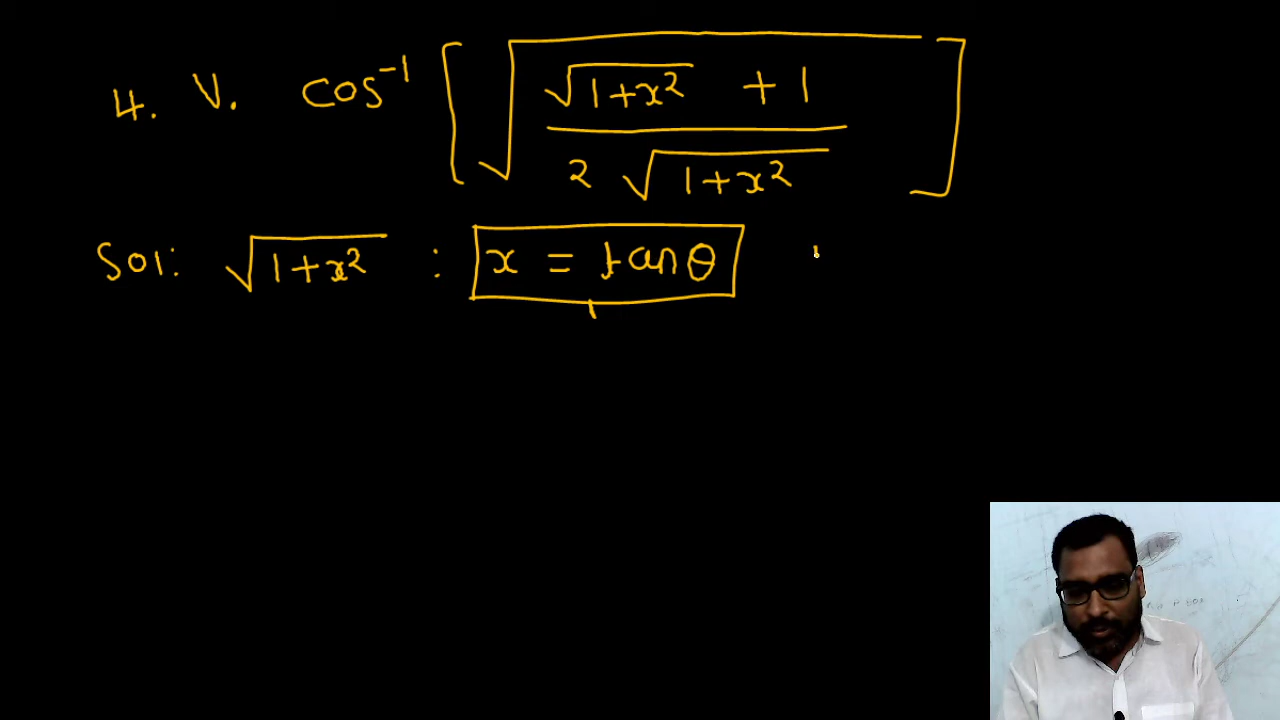 4. V. cos⁻¹ [ √( (√(1+x²) + 1) / (2 √(1+x²)) ) ]
Sol: √(1+x²) : x = tanθ